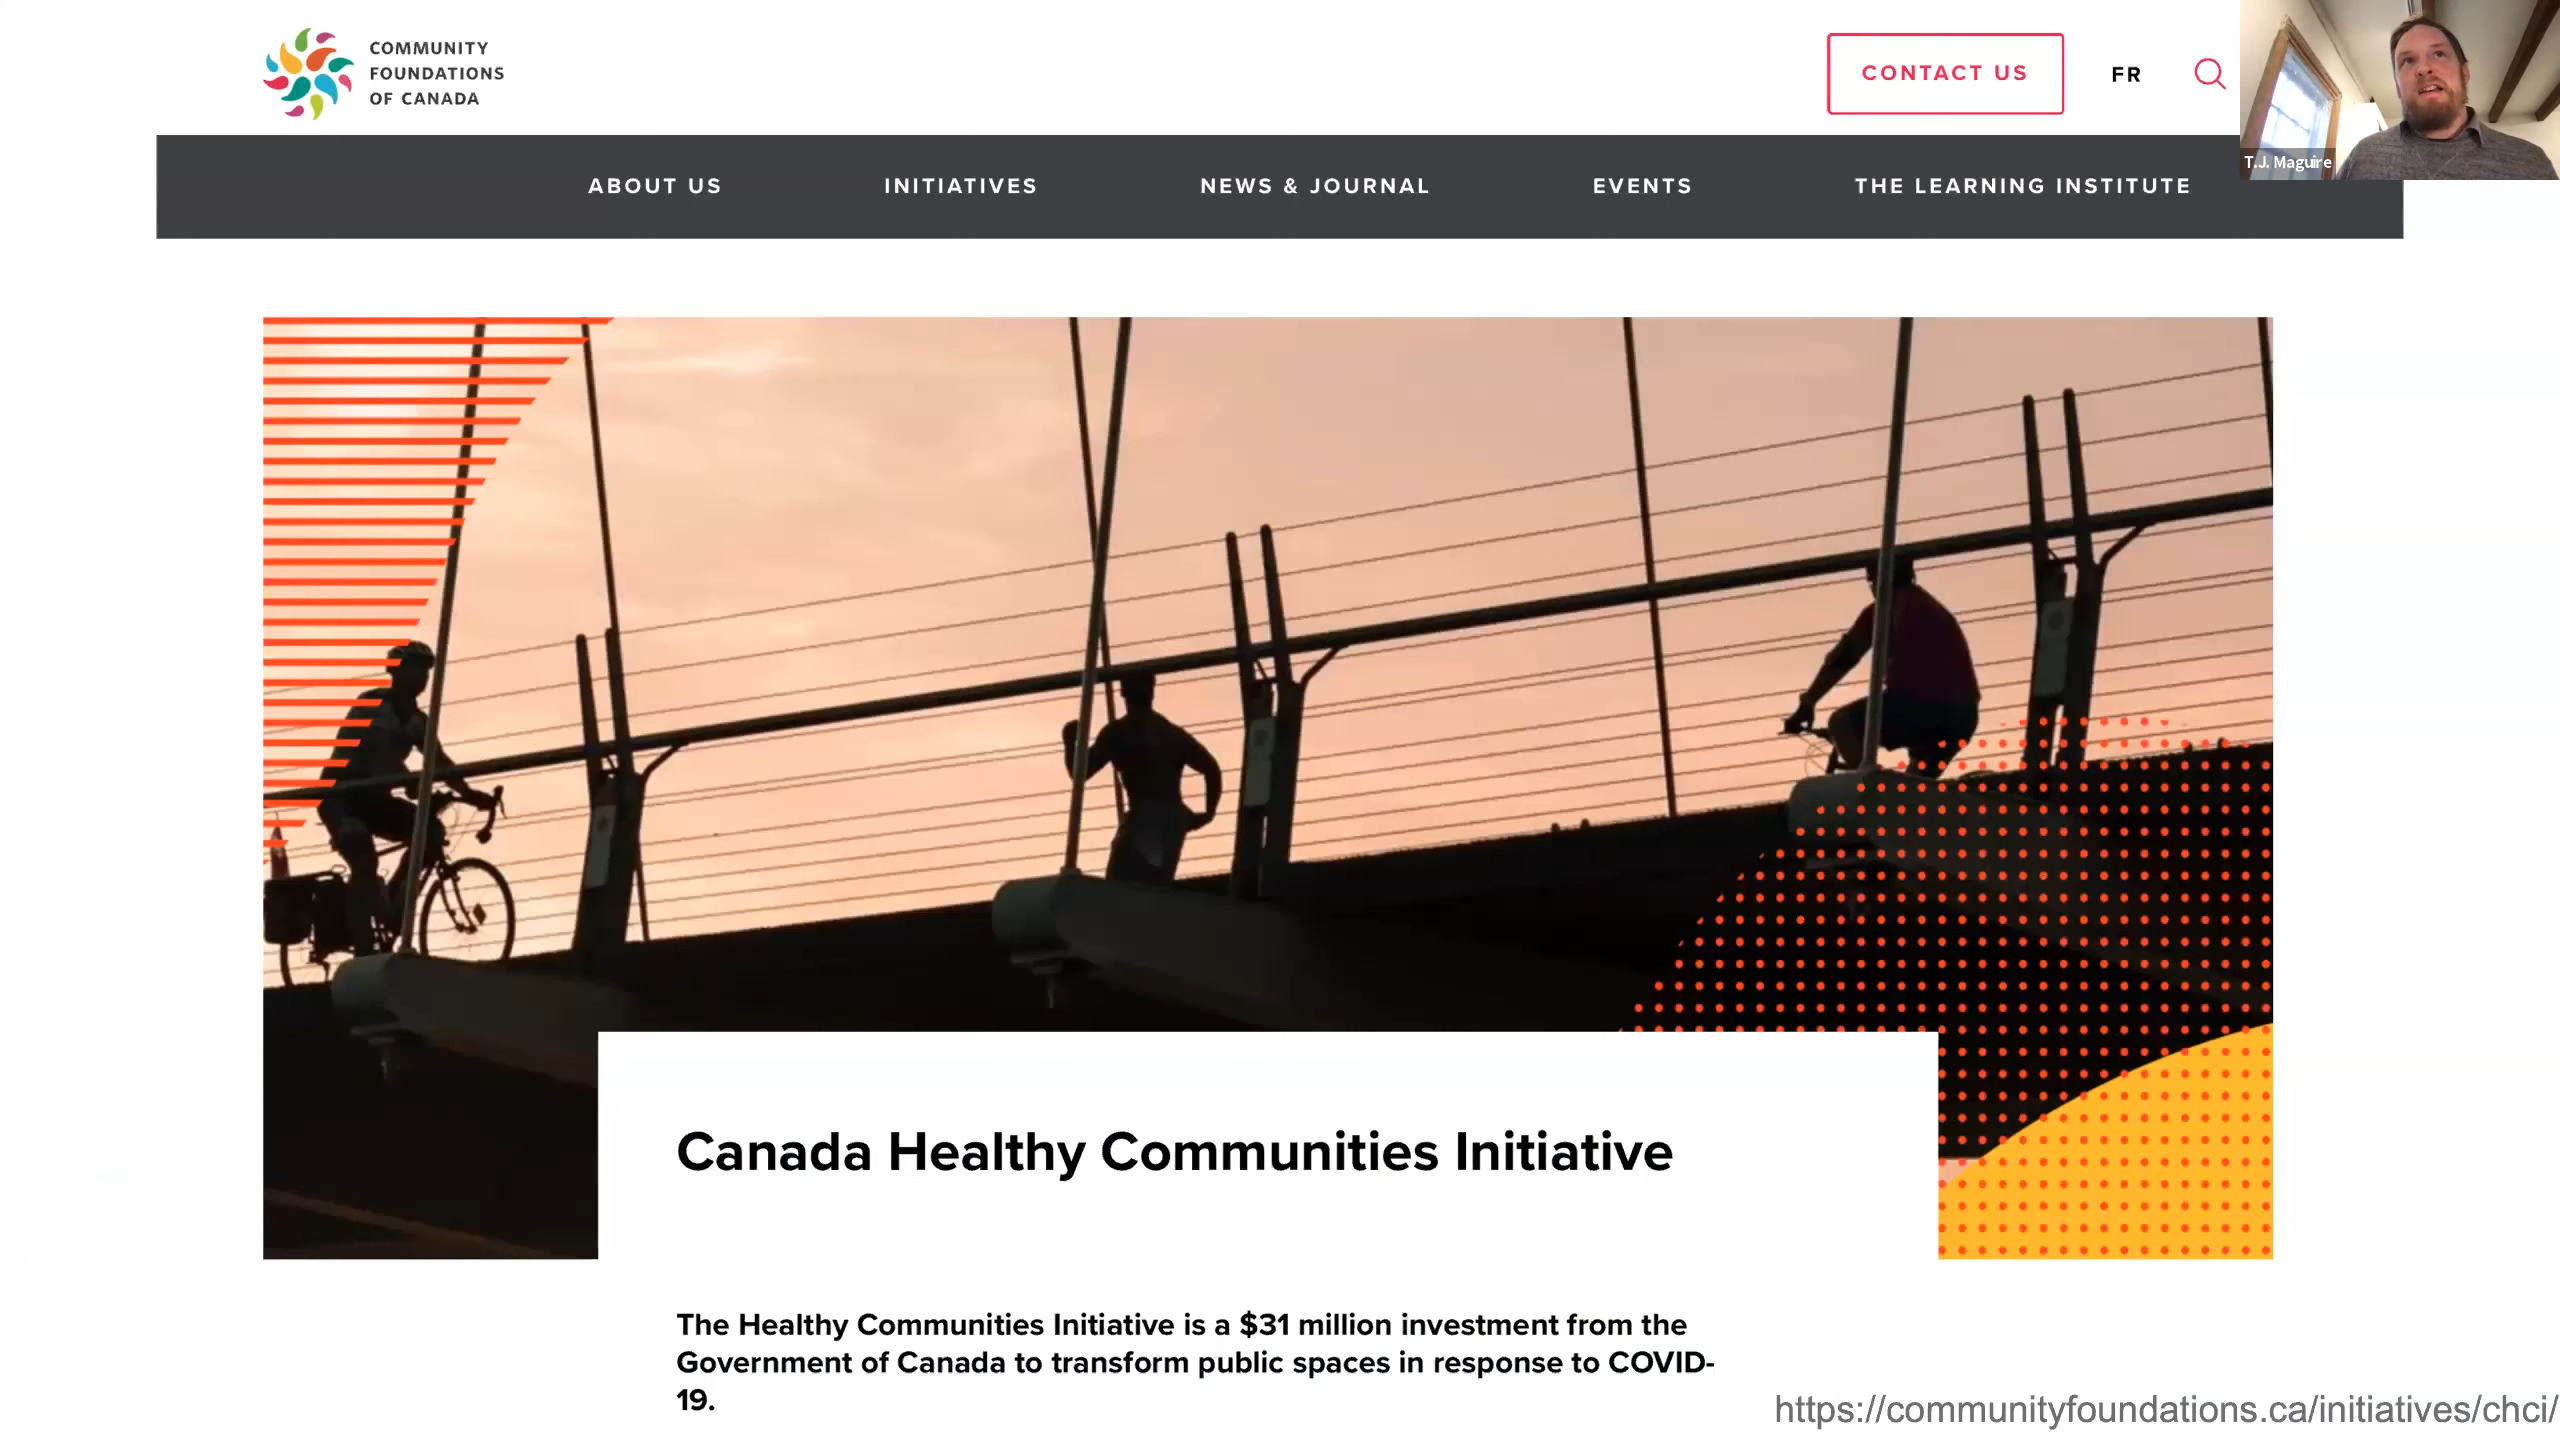 COMMUNITY
FOUNDATIONS
OF CANADA
CONTACT US
FR
T.J. Maguire
ABOUT US
INITIATIVES
NEWS & JOURNAL
EVENTS
THE LEARNING INSTITUTE
Canada Healthy Communities Initiative
The Healthy Communities Initiative is a $31 million investment from the
Government of Canada to transform public spaces in response to COVID-
19.
https://communityfoundations.ca/initiatives/chci/